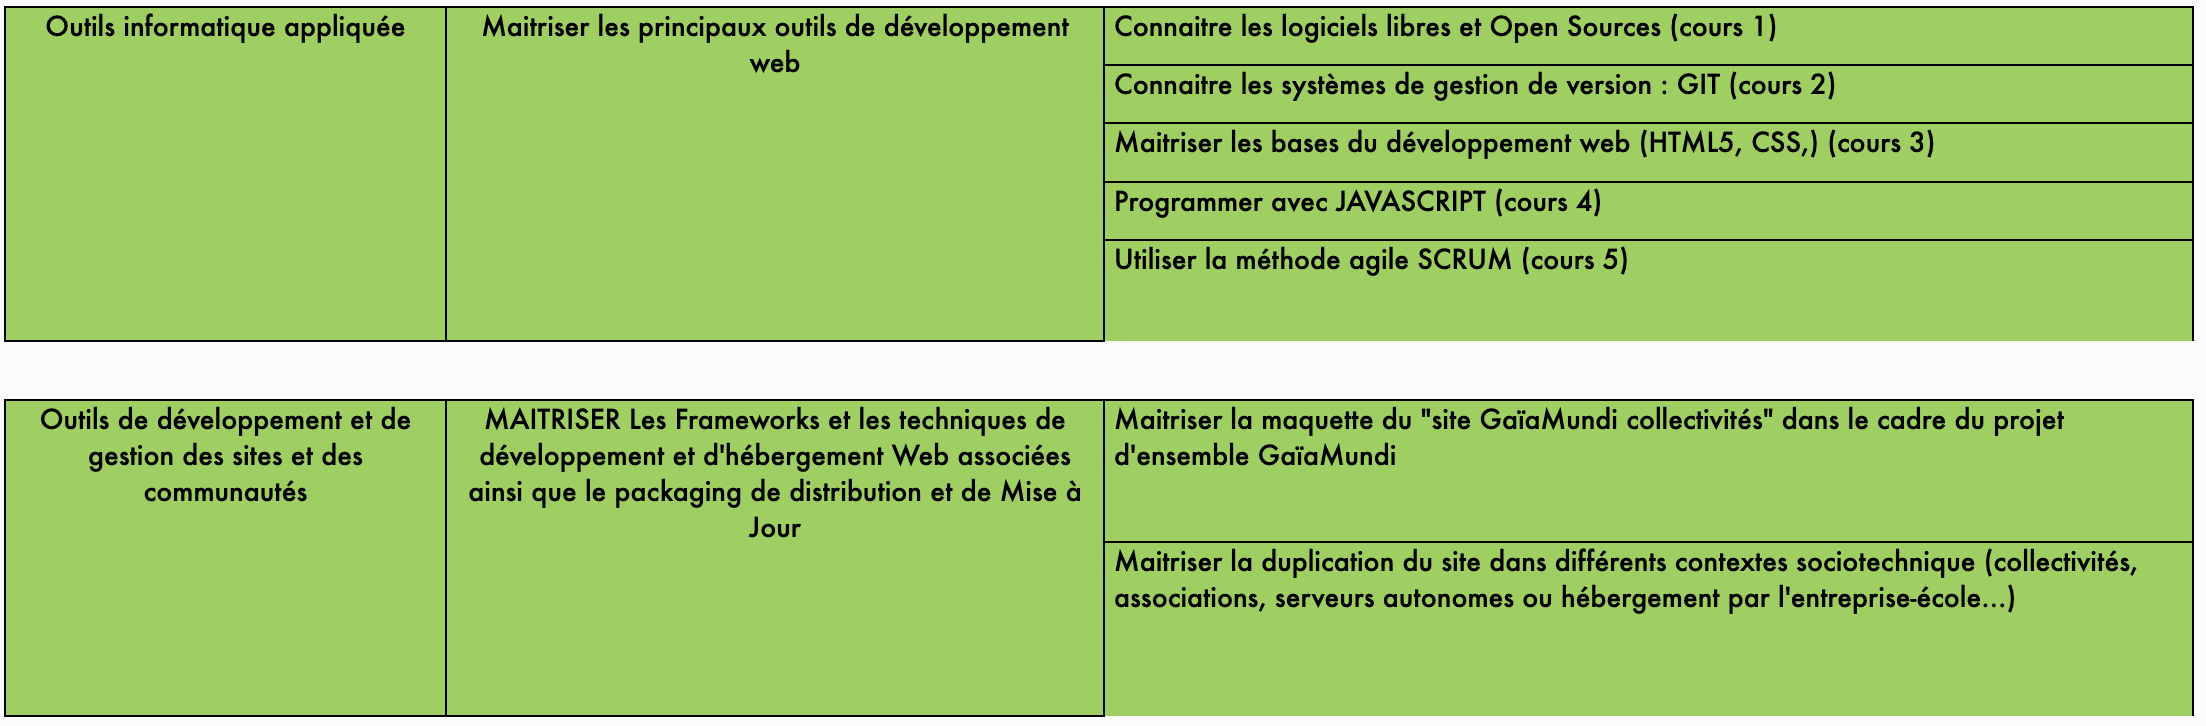 Outils informatique appliquée
Maitriser les principaux outils de développement
web
Connaitre les logiciels libres et Open Sources (cours 1)
Connaitre les systèmes de gestion de version : GIT (cours 2)
Maitriser les bases du développement web (HTML5, CSS,) (cours 3)
Programmer avec JAVASCRIPT (cours 4)
Utiliser la méthode agile SCRUM (cours 5)
Outils de développement et de
gestion des sites et des
communautés
MAITRISER Les Frameworks et les techniques de
développement et d'hébergement Web associées
ainsi que le packaging de distribution et de Mise à
Jour
Maitriser la maquette du "site GaïaMundi collectivités" dans le cadre du projet
d'ensemble GaïaMundi
Maitriser la duplication du site dans différents contextes sociotechnique (collectivités,
associations, serveurs autonomes ou hébergement par l'entreprise-école...)